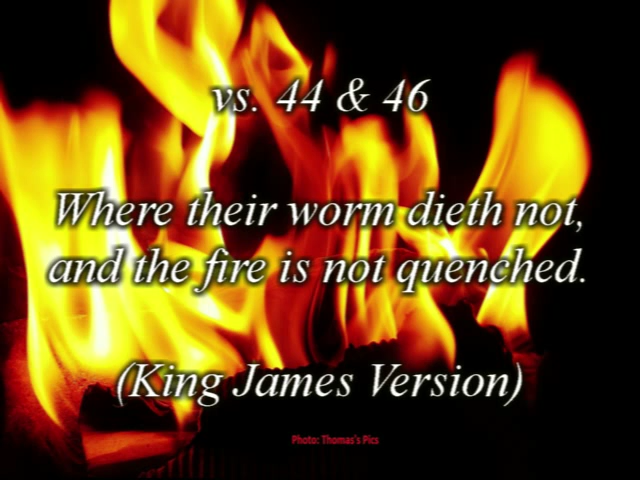 vs. 44 & 46
Where their worm dieth not,
and the fire is not quenched.
(King James Version)
Photo: Thomas's Pics